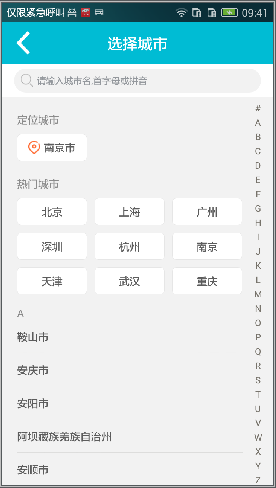 仅限紧急呼叫 09:41
选择城市
请输入城市名,首字母或拼音
定位城市
南京市
热门城市
北京 上海 广州
深圳 杭州 南京
天津 武汉 重庆
A
鞍山市
安庆市
安阳市
阿坝藏族羌族自治州
安顺市
#
A
B
C
D
E
F
G
H
I
J
K
L
M
N
O
P
Q
R
S
T
U
V
W
X
Y
Z